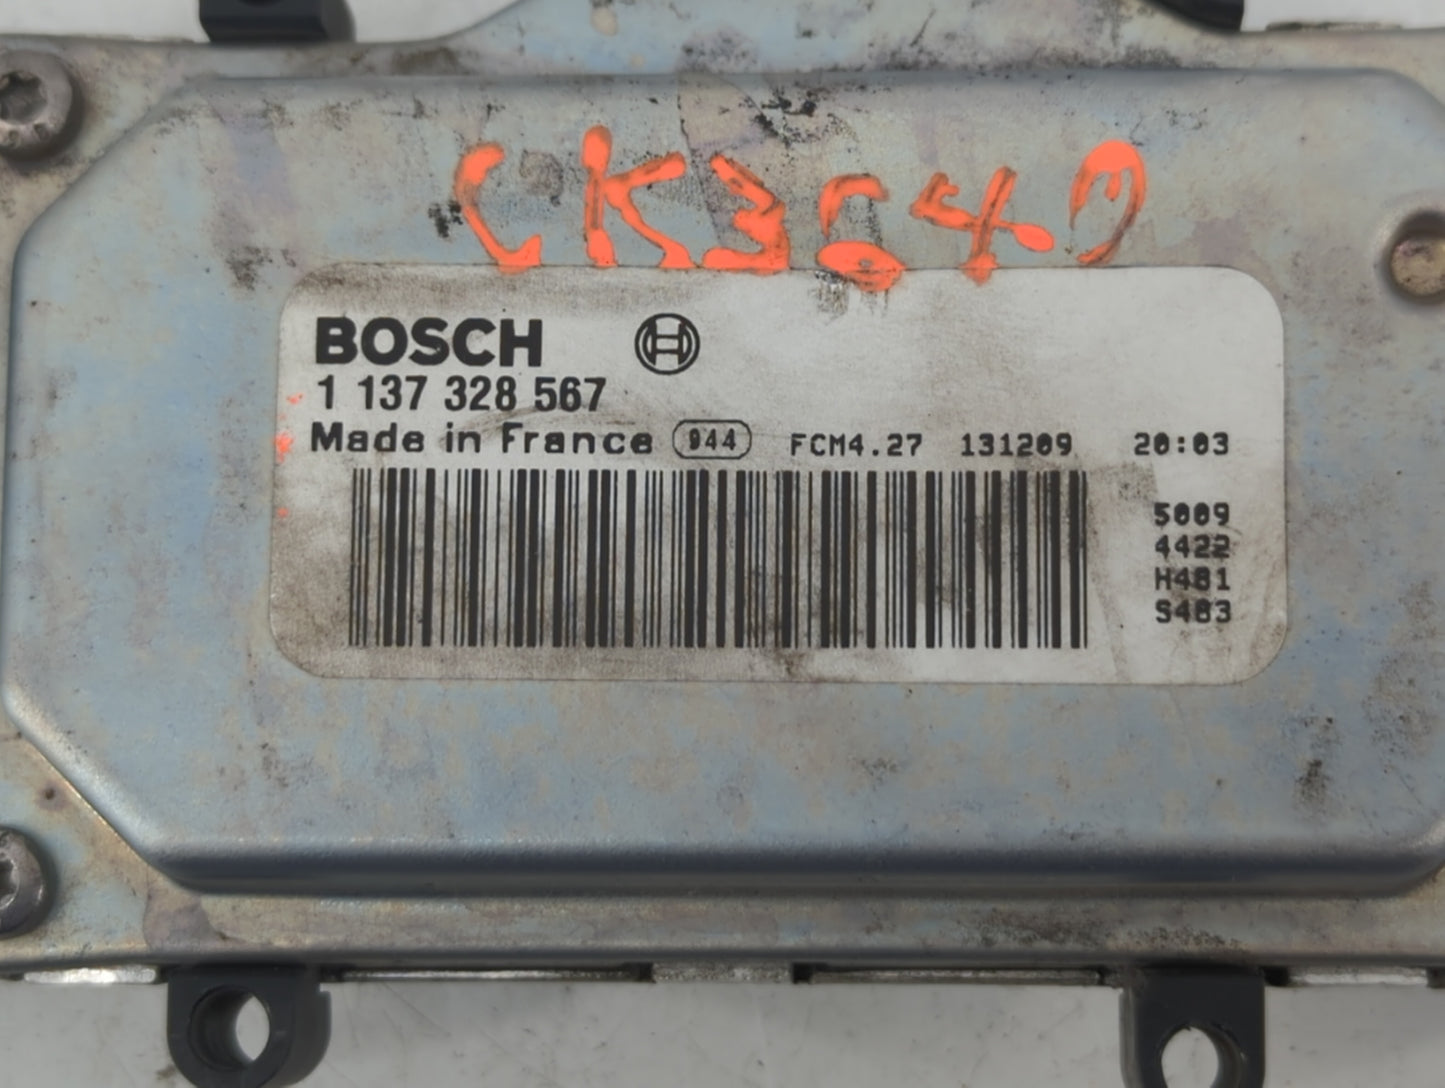 CK3649
BOSCH
1 137 328 567
Made in France 944 FCM4.27 131209 20:03
5009
4422
H481
S483